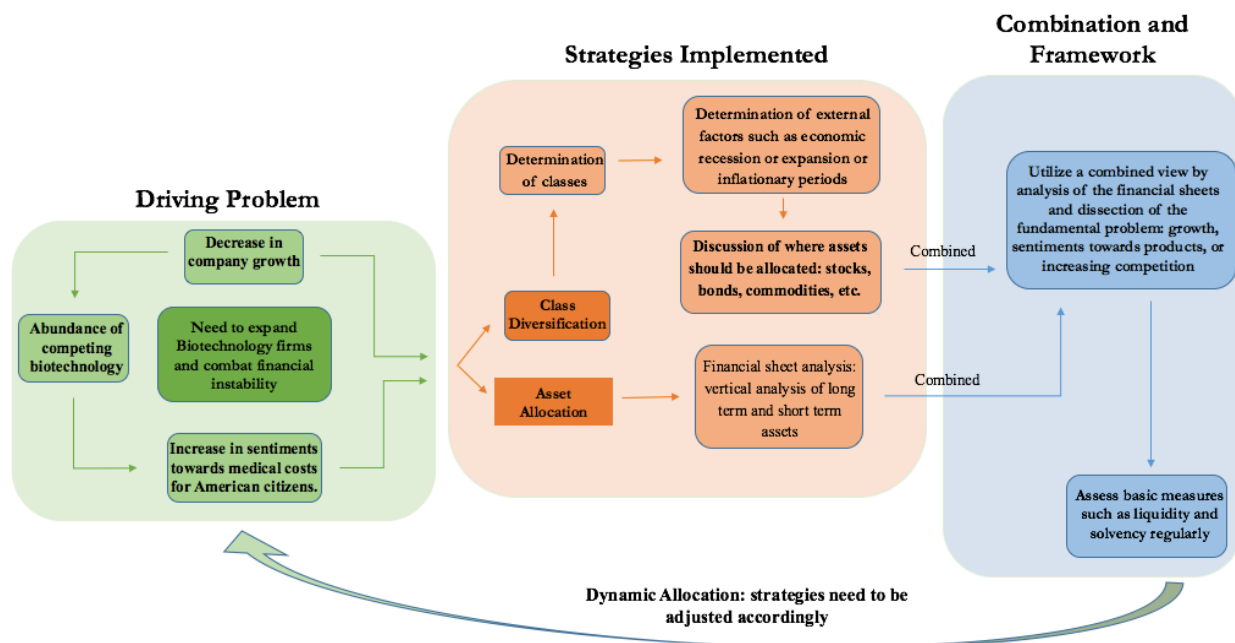 Driving Problem
Decrease in
company growth
Abundance of
competing
biotechnology
Need to expand
Biotechnology firms
and combat financial
instability
Increase in sentiments
towards medical costs
for American citizens.
Strategies Implemented
Determination
of classes
Determination of external
factors such as economic
recession or expansion or
inflationary periods
Discussion of where assets
should be allocated: stocks,
bonds, commodities, etc.
Class
Diversification
Asset
Allocation
Financial sheet analysis:
vertical analysis of long
term and short term
assets
Combined
Combined
Combination and
Framework
Utilize a combined view by
analysis of the financial sheets
and dissection of the
fundamental problem: growth,
sentiments towards products, or
increasing competition
Assess basic measures
such as liquidity and
solvency regularly
Dynamic Allocation: strategies need to be
adjusted accordingly